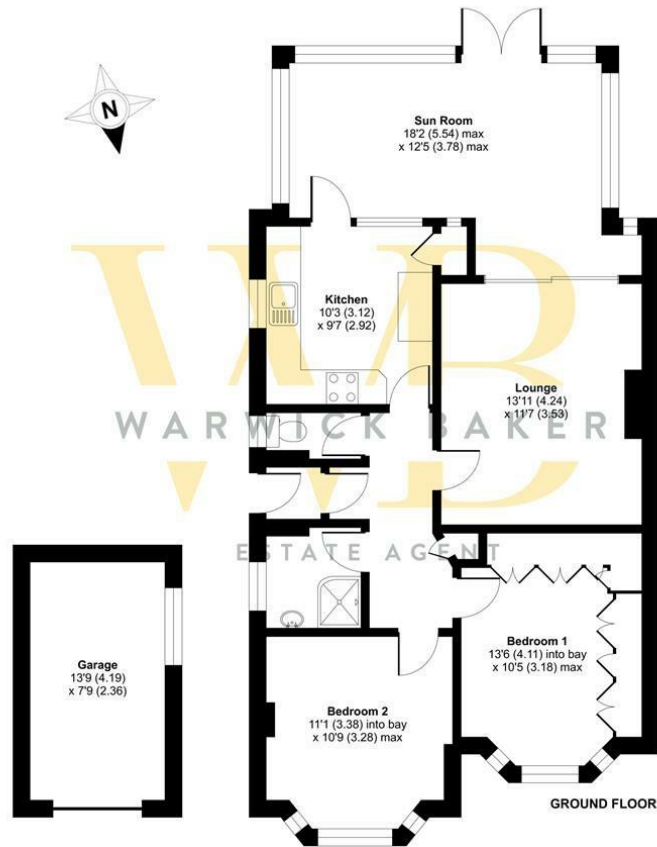 N
Sun Room
18'2 (5.54) max
x 12'5 (3.78) max
Kitchen
10'3 (3.12)
x 9'7 (2.92)
Lounge
13'11 (4.24)
x 11'7 (3.53)
WB
WARWICK BAKER
ESTATE AGENT
Garage
13'9 (4.19)
x 7'9 (2.36)
Bedroom 1
13'6 (4.11) into bay
x 10'5 (3.18) max
Bedroom 2
11'1 (3.38) into bay
x 10'9 (3.28) max
GROUND FLOOR